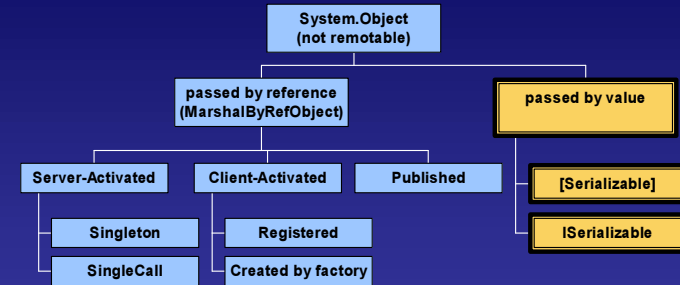 System.Object
(not remotable)
passed by reference
(MarshalByRefObject)
passed by value
Server-Activated
Client-Activated
Published
[Serializable]
Singleton
Registered
ISerializable
SingleCall
Created by factory